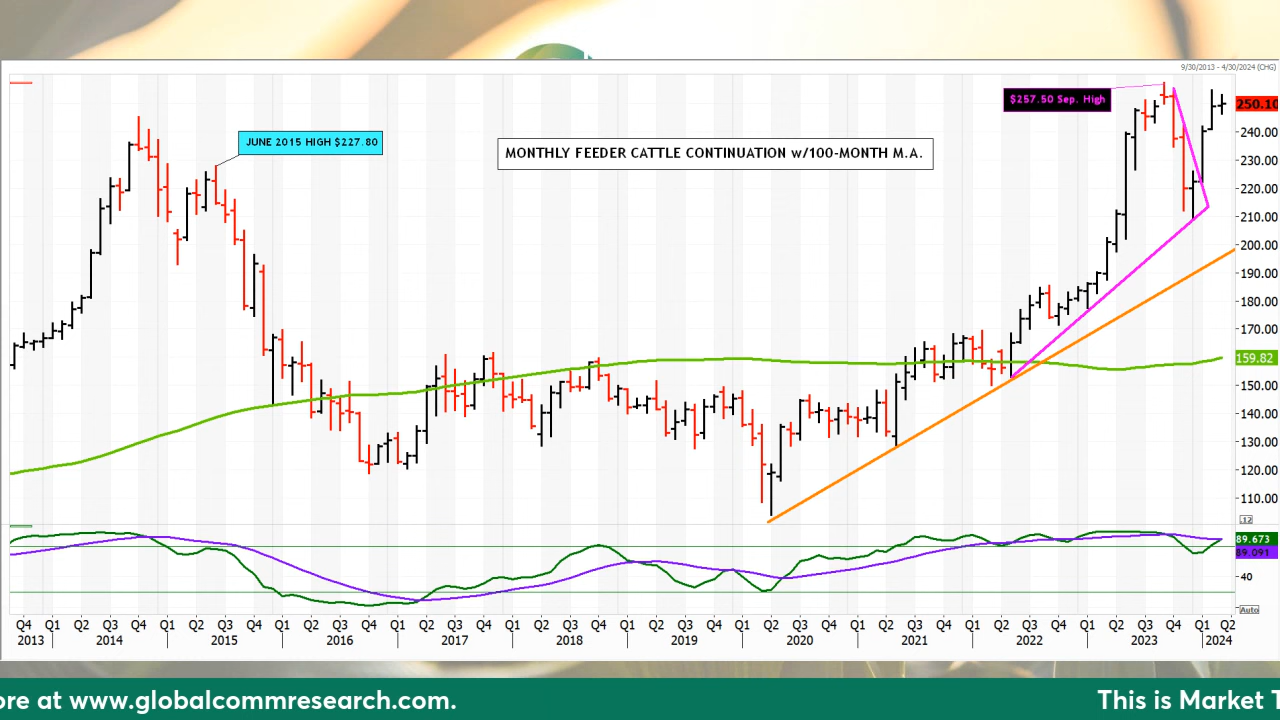 9/30/2013 - 4/30/2024 (CHG)
$257.50 Sep. High
250.10
JUNE 2015 HIGH $227.80
MONTHLY FEEDER CATTLE CONTINUATION w/100-MONTH M.A.
240.00
230.00
220.00
210.00
200.00
190.00
180.00
170.00
159.82
150.00
140.00
130.00
120.00
110.00
.12
89.673
89.091
40
Auto
Q4 Q1 Q2 Q3 Q4 Q1 Q2 Q3 Q4 Q1 Q2 Q3 Q4 Q1 Q2 Q3 Q4 Q1 Q2 Q3 Q4 Q1 Q2 Q3 Q4 Q1 Q2 Q3 Q4 Q1 Q2 Q3 Q4 Q1 Q2 Q3 Q4 Q1 Q2 Q3 Q4 Q1 Q2
2013 2014 2015 2016 2017 2018 2019 2020 2021 2022 2023 2024
ore at www.globalcommresearch.com. This is Market T